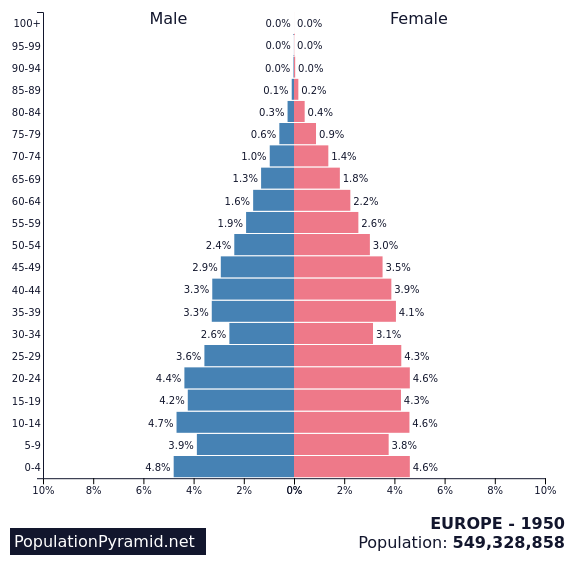 Male Female
100+ 0.0% 0.0%
95-99 0.0% 0.0%
90-94 0.0% 0.0%
85-89 0.1% 0.2%
80-84 0.3% 0.4%
75-79 0.6% 0.9%
70-74 1.0% 1.4%
65-69 1.3% 1.8%
60-64 1.6% 2.2%
55-59 1.9% 2.6%
50-54 2.4% 3.0%
45-49 2.9% 3.5%
40-44 3.3% 3.9%
35-39 3.3% 4.1%
30-34 2.6% 3.1%
25-29 3.6% 4.3%
20-24 4.4% 4.6%
15-19 4.2% 4.3%
10-14 4.7% 4.6%
5-9 3.9% 3.8%
0-4 4.8% 4.6%
10% 8% 6% 4% 2% 0% 2% 4% 6% 8% 10%
EUROPE - 1950
PopulationPyramid.net Population: 549,328,858